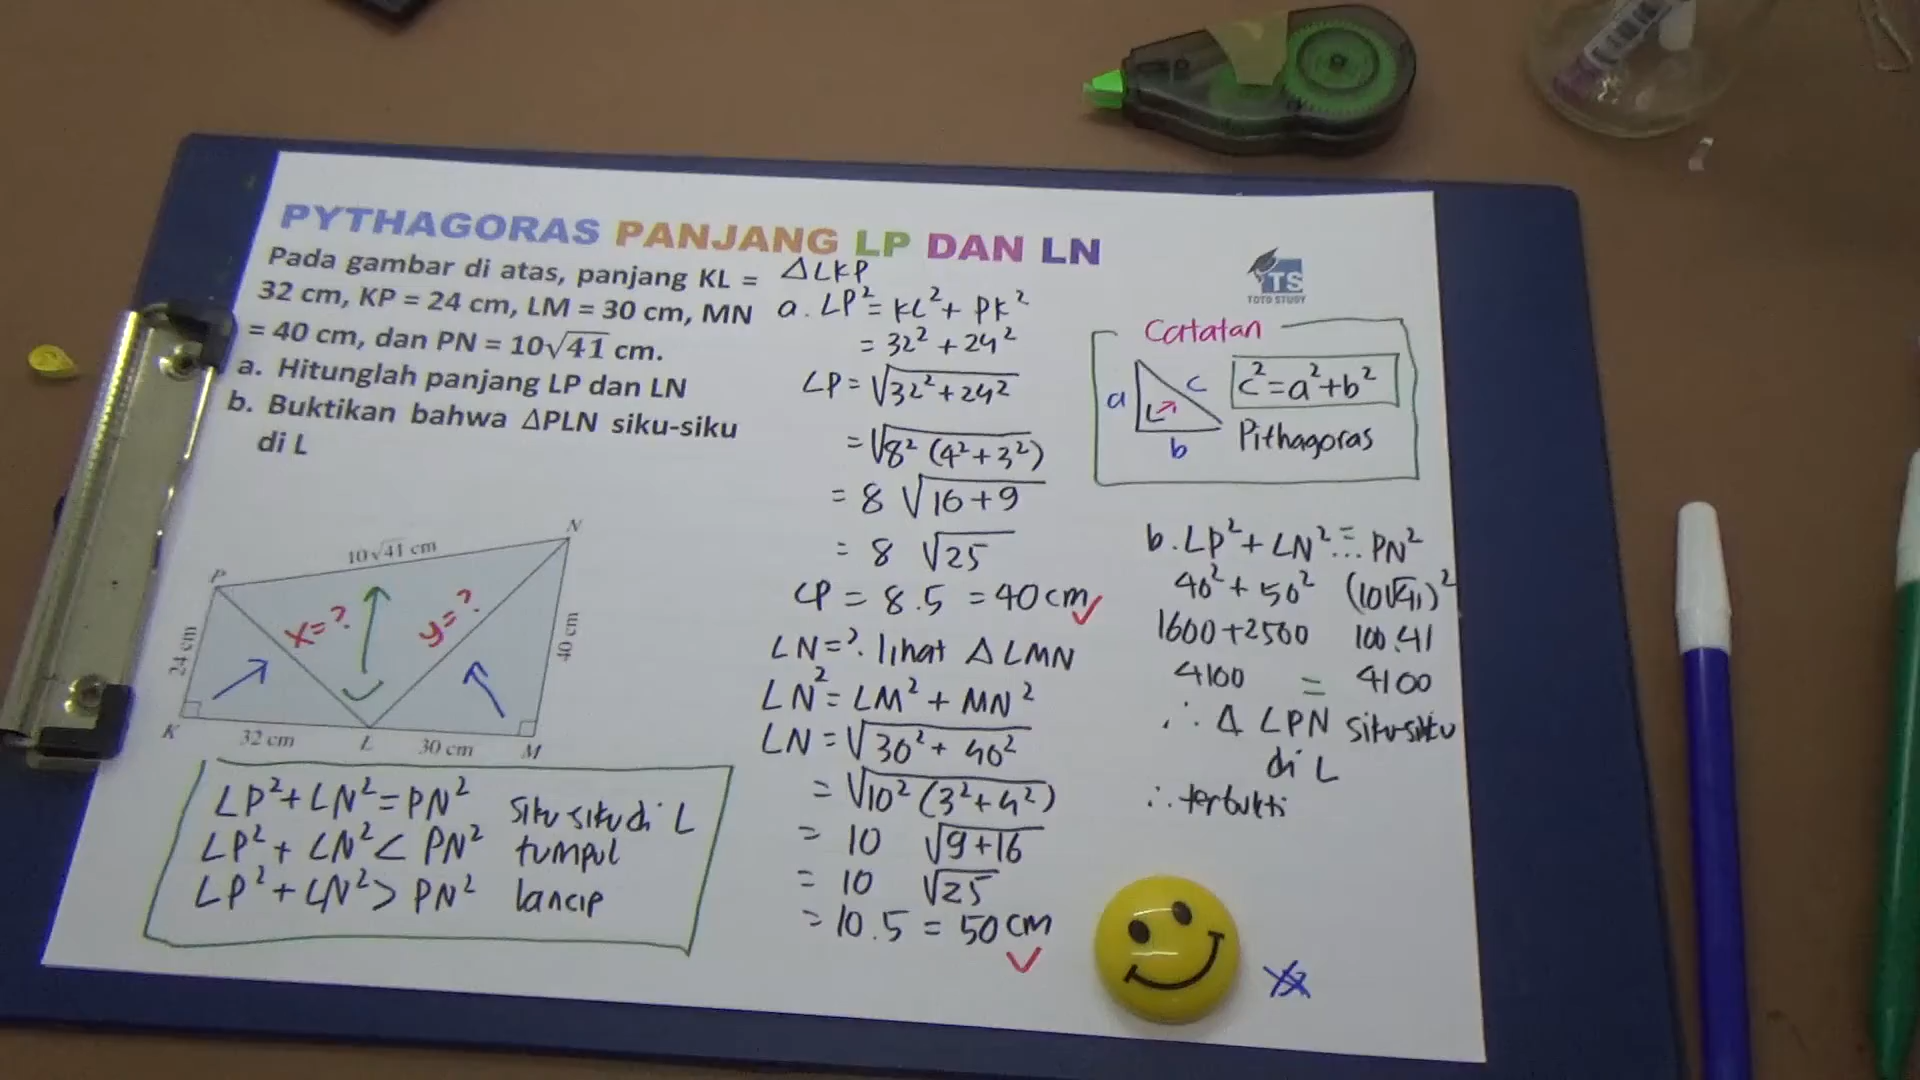 PYTHAGORAS PANJANG LP DAN LN
Pada gambar di atas, panjang KL =
32 cm, KP = 24 cm, LM = 30 cm, MN
= 40 cm, dan PN = 10√41 cm.
a. Hitunglah panjang LP dan LN
b. Buktikan bahwa ΔPLN siku-siku
di L
P
10√41 cm
N
24 cm
x=?
y=?
40 cm
K
32 cm
L
30 cm
M
LP²+LN²=PN² siku siku di L
LP²+LN²< PN² tumpul
LP²+LN²> PN² lancip
ΔLKP
a. LP²=KL²+ PK²
= 32²+24²
LP=√32²+24²
=√8² (4²+3²)
= 8 √16+9
= 8 √25
LP = 8.5 = 40 cm
LN=? lihat ΔLMN
LN²=LM²+MN²
LN=√30²+40²
=√10² (3²+4²)
= 10 √9+16
= 10 √25
= 10.5 = 50 cm
TS
TOTO STUDY
Catatan
a
c
b
c²=a²+b²
Pithagoras
b. LP²+LN² =... PN²
40²+50² (10√41)²
1600+2500 100.41
4100 = 4100
∴ Δ LPN siku-siku
di L
∴ terbukti